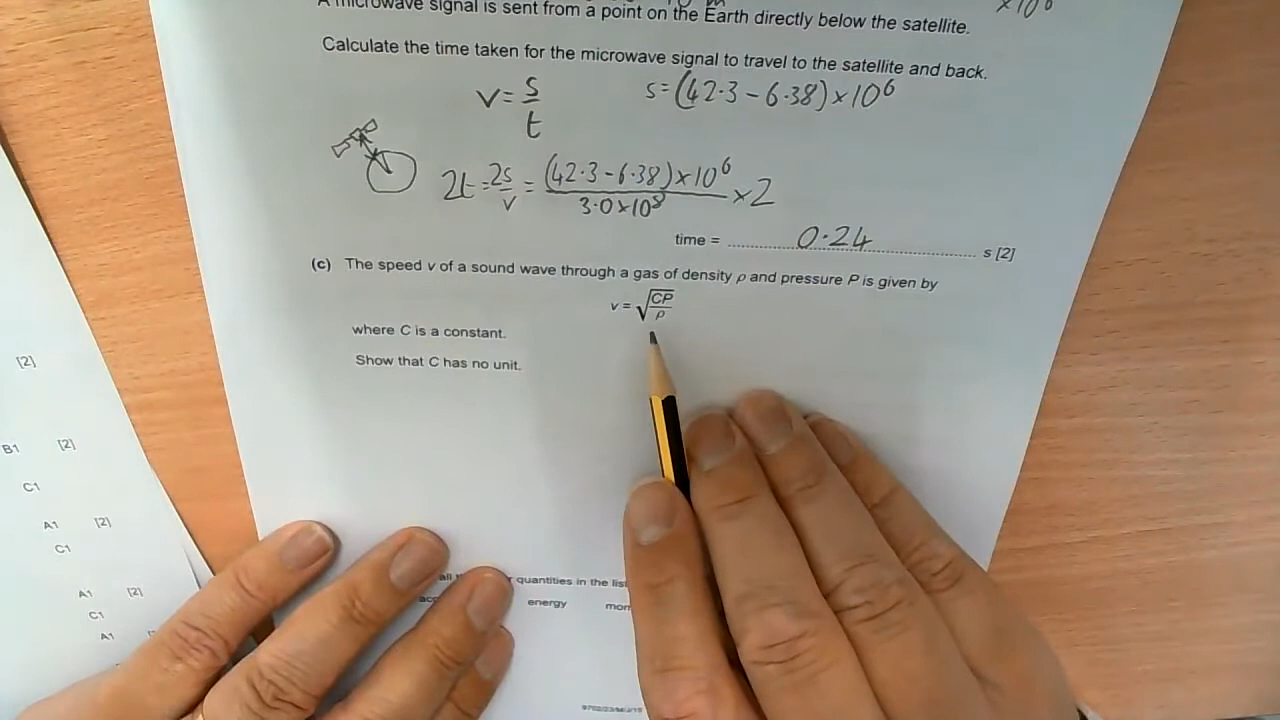 A microwave signal is sent from a point on the Earth directly below the satellite.
×10⁶
Calculate the time taken for the microwave signal to travel to the satellite and back.
v = s/t
s = (42·3 − 6·38) × 10⁶
2t = 2s/v = (42·3 − 6·38) × 10⁶ / 3·0 × 10⁸ × 2
time = 0·24 s [2]
(c) The speed v of a sound wave through a gas of density ρ and pressure P is given by
v = √(CP/ρ)
where C is a constant.
Show that C has no unit.
quantities in the list
energy
[2]
B1 [2]
C1
A1 [2]
C1
A1 [2]
C1
A1